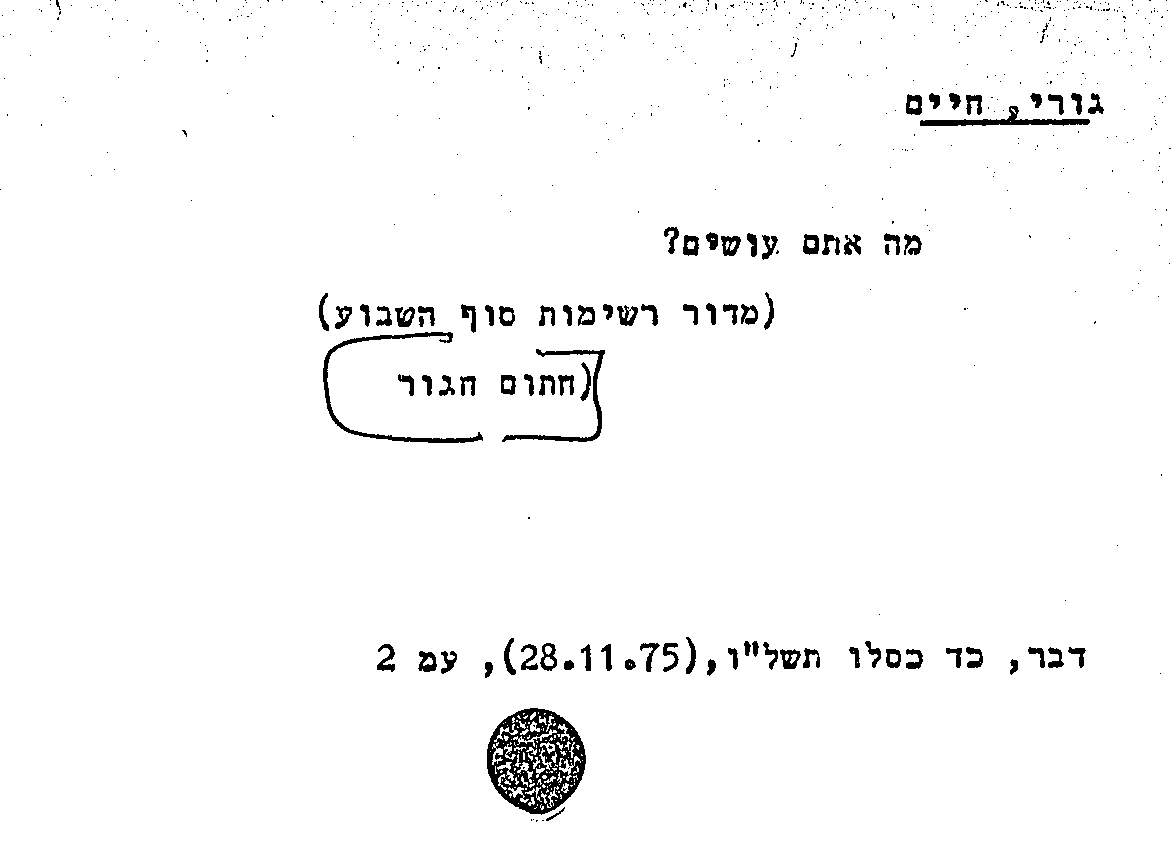 גורי, חיים
מה אתם עושים?
(מדור רשימות סוף השבוע)
(חתום חגור
דבר, כד כסלו תשל"ו,(28.11.75), עמ 2